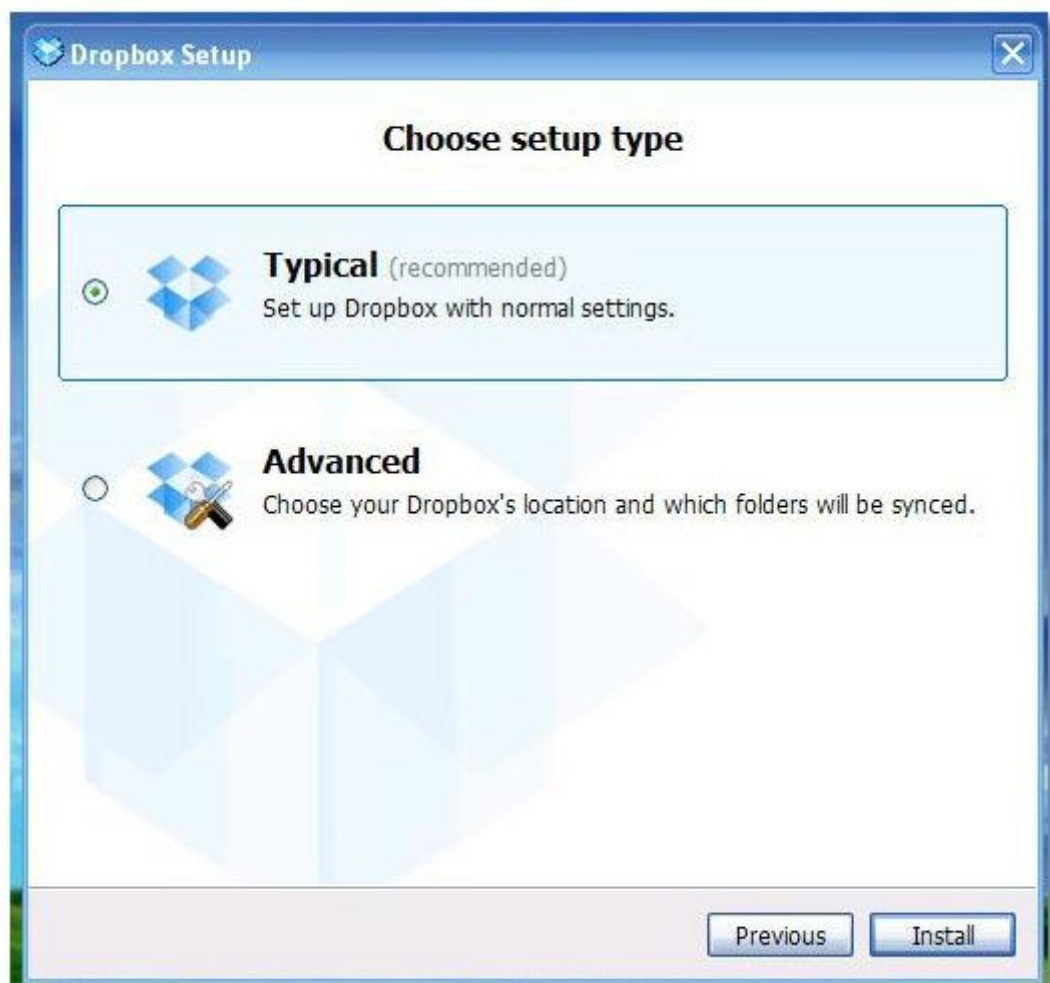 Dropbox Setup
Choose setup type
Typical (recommended)
Set up Dropbox with normal settings.
Advanced
Choose your Dropbox's location and which folders will be synced.
Previous Install